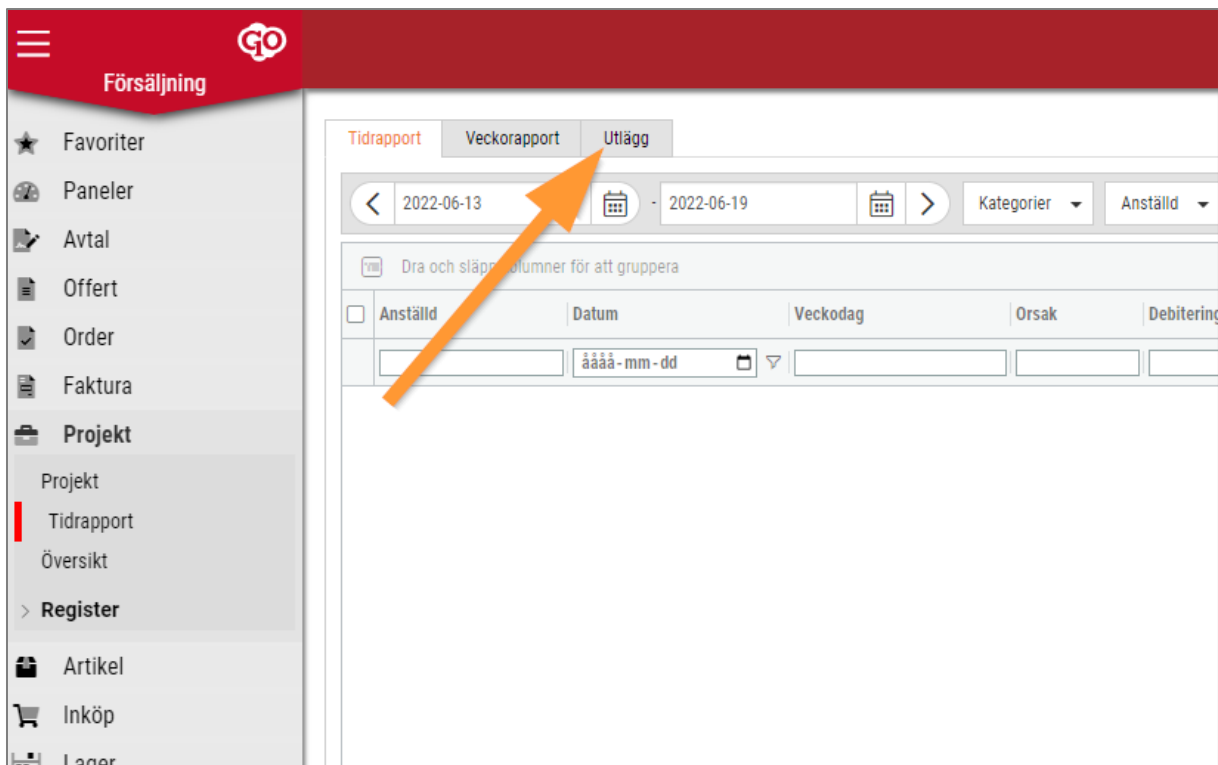 GO
Försäljning
Favoriter
Paneler
Avtal
Offert
Order
Faktura
Projekt
Projekt
Tidrapport
Översikt
Register
Artikel
Inköp
Lager
Tidrapport Veckorapport Utlägg
2022-06-13 - 2022-06-19 Kategorier Anställd
Dra och släpp kolumner för att gruppera
Anställd Datum Veckodag Orsak Debitering
åååå-mm-dd